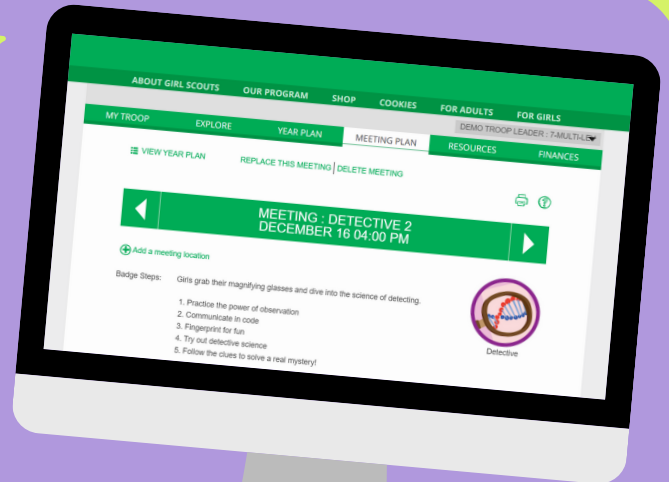 ABOUT GIRL SCOUTS OUR PROGRAM SHOP COOKIES FOR ADULTS FOR GIRLS
DEMO TROOP LEADER : 7-MULTI-LE
MY TROOP EXPLORE YEAR PLAN MEETING PLAN RESOURCES FINANCES
VIEW YEAR PLAN REPLACE THIS MEETING | DELETE MEETING
MEETING : DETECTIVE 2
DECEMBER 16 04:00 PM
Add a meeting location
Badge Steps: Girls grab their magnifying glasses and dive into the science of detecting.
1. Practice the power of observation
2. Communicate in code
3. Fingerprint for fun
4. Try out detective science
5. Follow the clues to solve a real mystery!
Detective